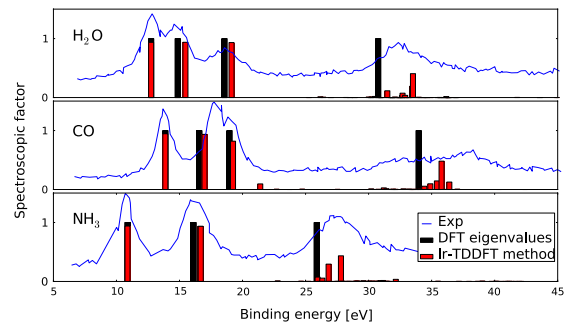 H₂O
1
0
CO
1
0
NH₃
1
0
Spectroscopic factor
Exp
DFT eigenvalues
lr-TDDFT method
5 10 15 20 25 30 35 40 45
Binding energy [eV]